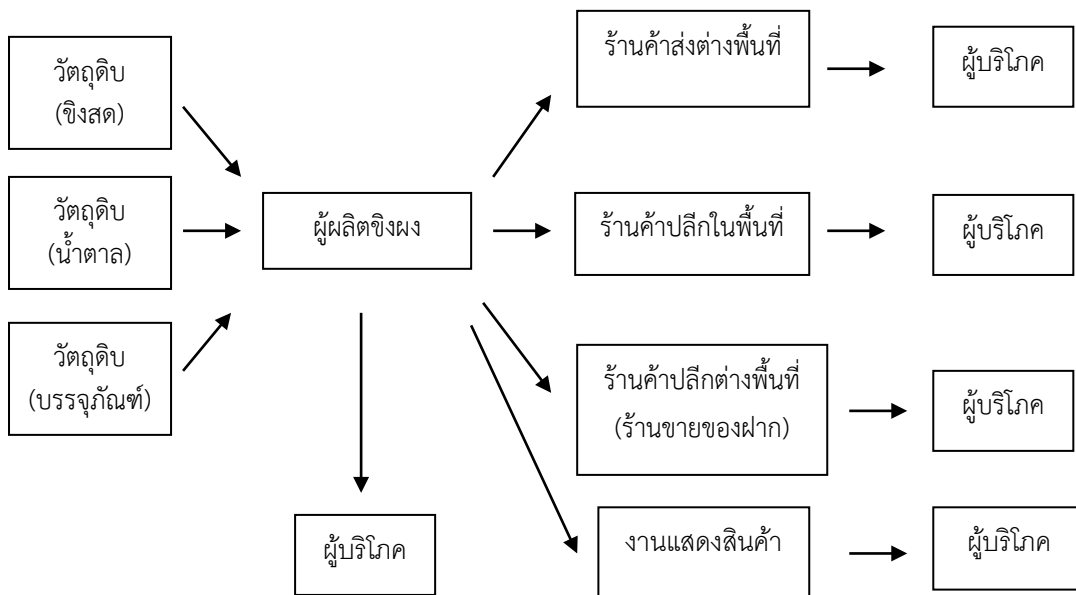 วัตถุดิบ
(ขิงสด)
วัตถุดิบ
(น้ำตาล)
วัตถุดิบ
(บรรจุภัณฑ์)
ผู้ผลิตขิงผง
ผู้บริโภค
ร้านค้าส่งต่างพื้นที่
ผู้บริโภค
ร้านค้าปลีกในพื้นที่
ผู้บริโภค
ร้านค้าปลีกต่างพื้นที่
(ร้านขายของฝาก)
ผู้บริโภค
งานแสดงสินค้า
ผู้บริโภค